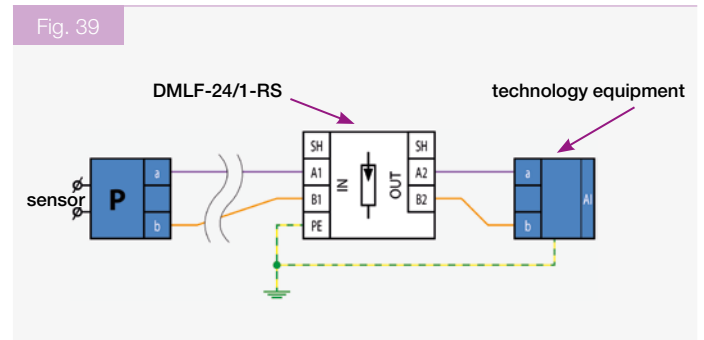 Fig. 39
DMLF-24/1-RS
technology equipment
sensor
P
a
b
SH
A1
B1
PE
IN
OUT
SH
A2
B2
a
b
AI